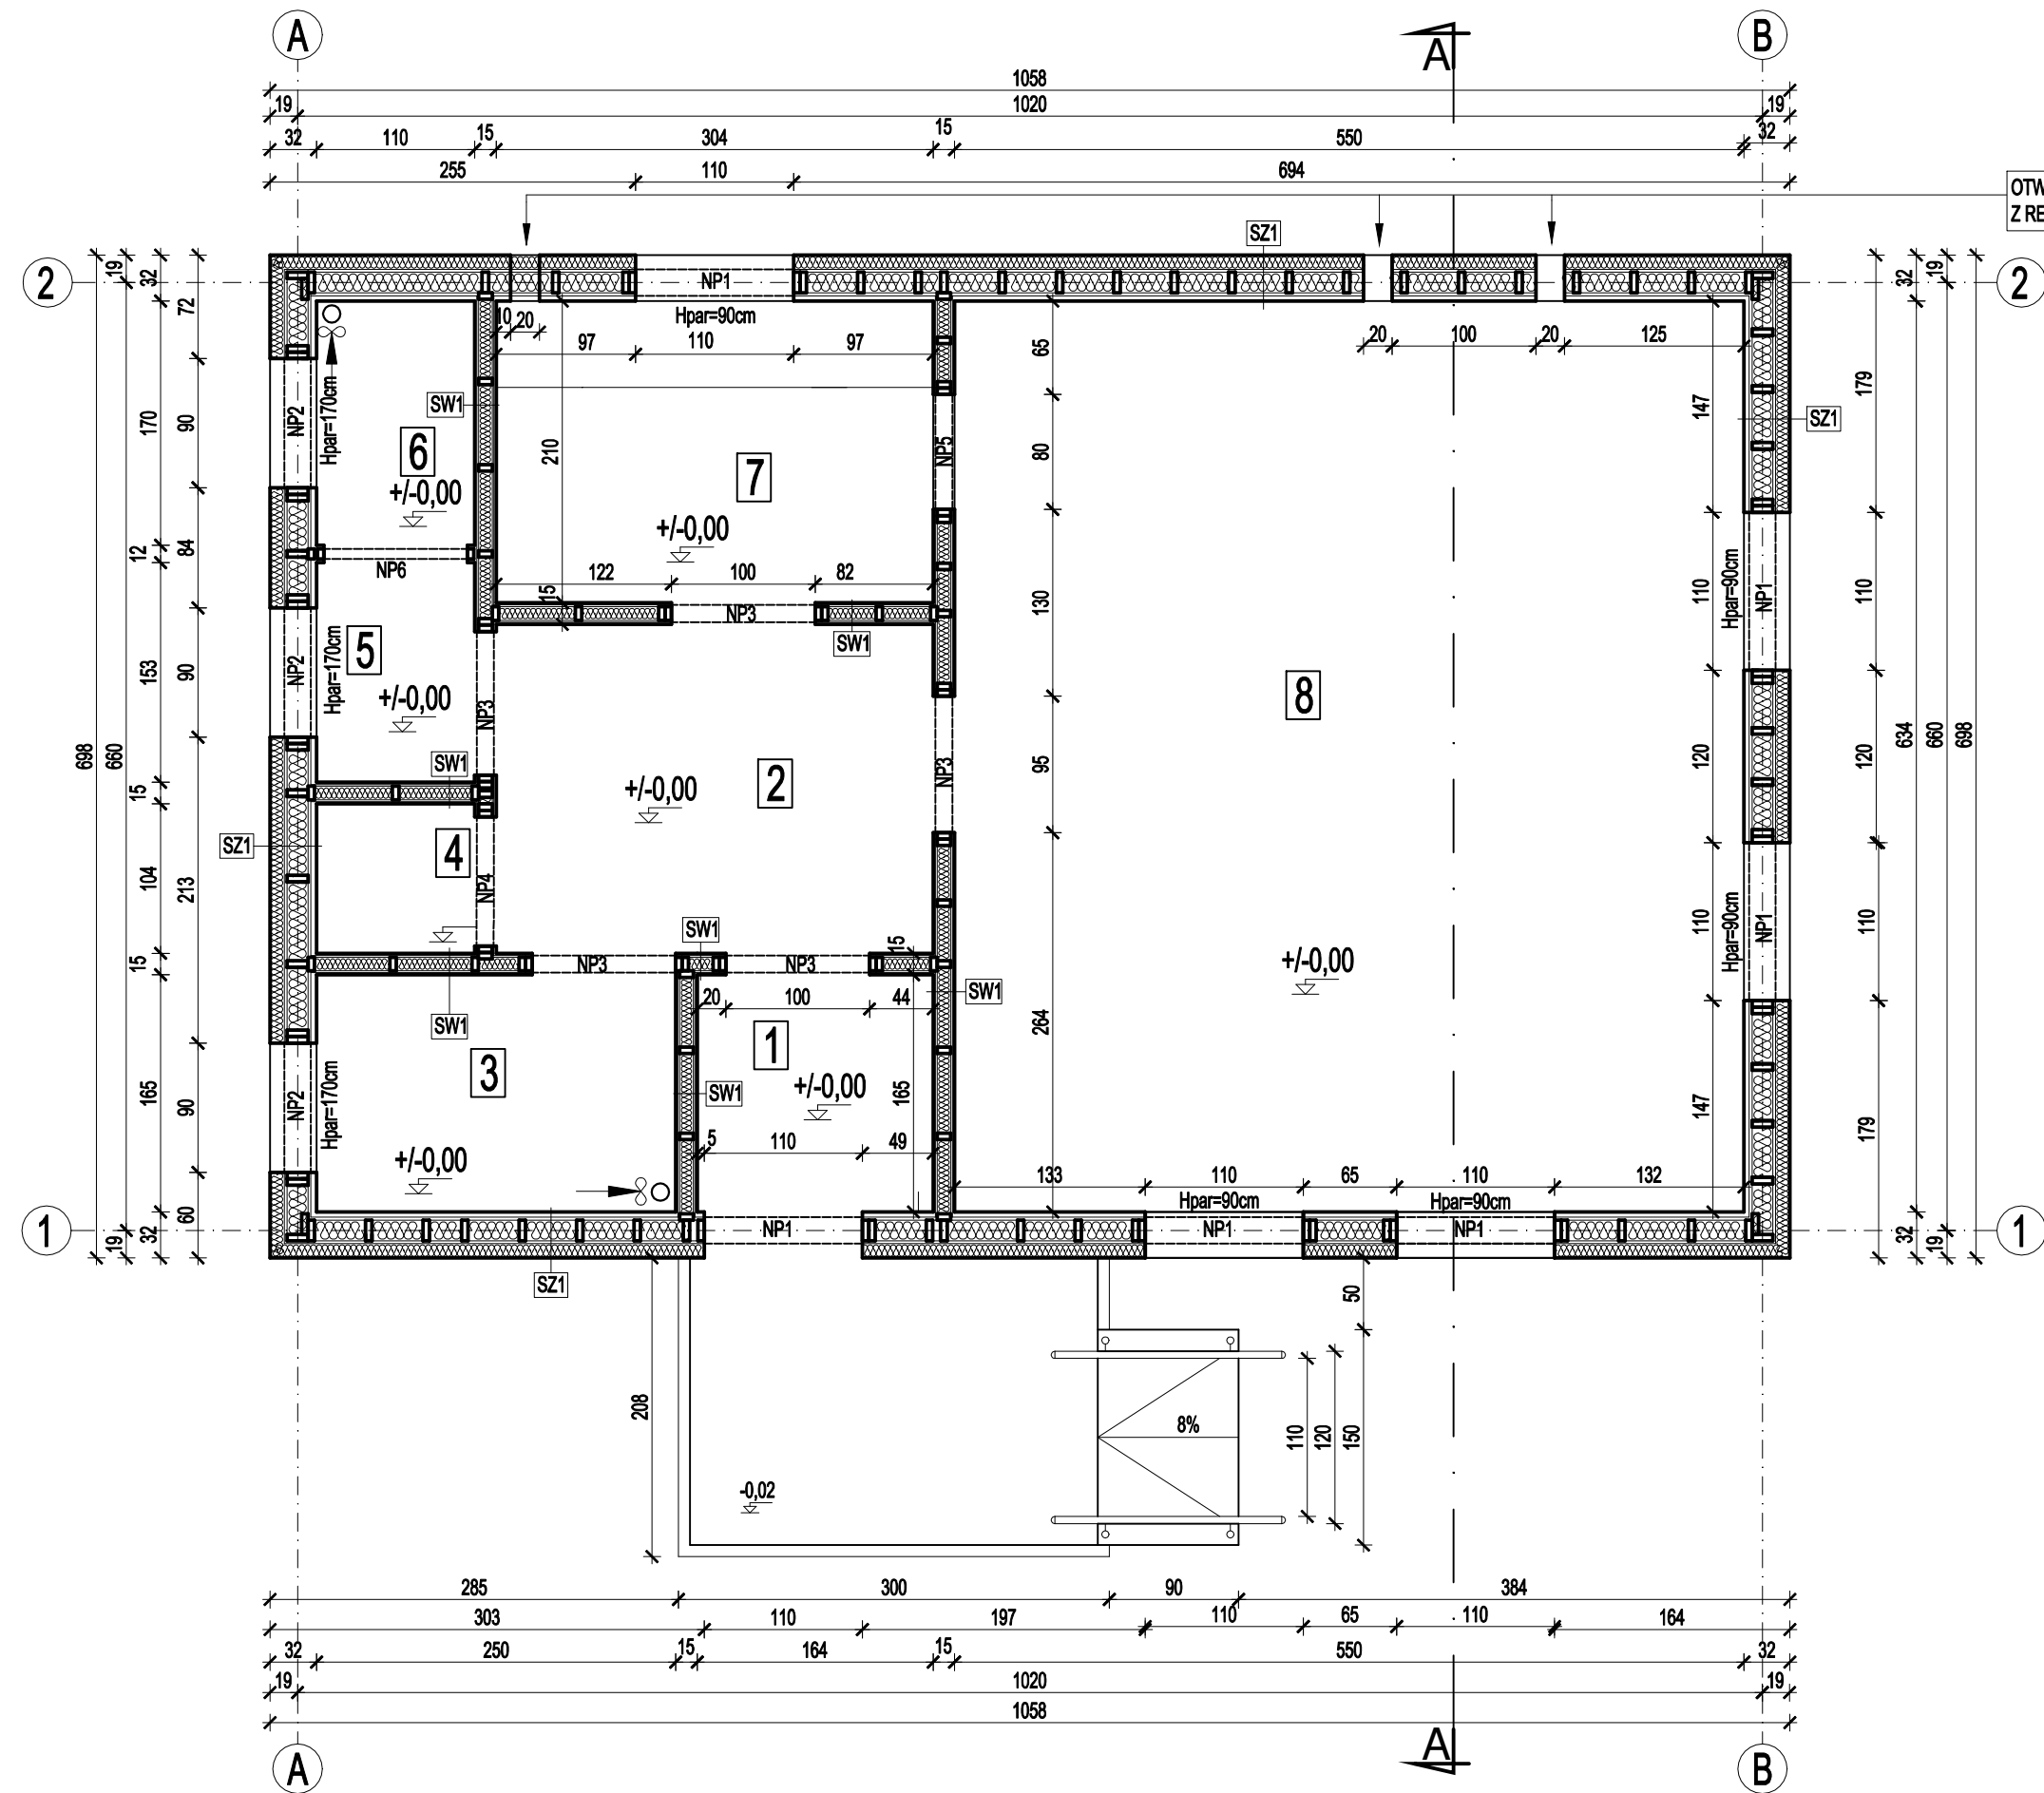 A
A
B
1058
19
1020
19
32
110
15
304
15
550
32
255
110
694
OTW
Z RE
SZ1
2
2
698
660
19
32
72
170
90
12
84
153
90
15
104
213
15
165
90
60
32
19
NP1
Hpar=90cm
10
20
97
110
97
65
20
100
20
125
NP2
Hpar=170cm
SW1
6
+/-0,00
210
7
+/-0,00
NP5
80
147
SZ1
179
32
19
NP6
122
100
82
15
NP3
SW1
130
110
Hpar=90cm
NP1
110
5
NP2
Hpar=170cm
+/-0,00
NP3
8
SW1
2
+/-0,00
NP3
95
120
120
634
660
698
SZ1
4
NP4
SW1
15
110
Hpar=90cm
NP1
110
NP3
NP3
+/-0,00
SW1
20
100
44
SW1
264
3
1
NP2
Hpar=170cm
SW1
+/-0,00
165
147
179
+/-0,00
5
110
49
133
110
65
110
132
Hpar=90cm
Hpar=90cm
1
NP1
NP1
NP1
32
19
1
SZ1
50
208
8%
110
120
150
-0,02
285
300
90
384
303
110
197
110
65
110
164
32
250
15
164
15
550
32
19
1020
19
1058
A
A
B